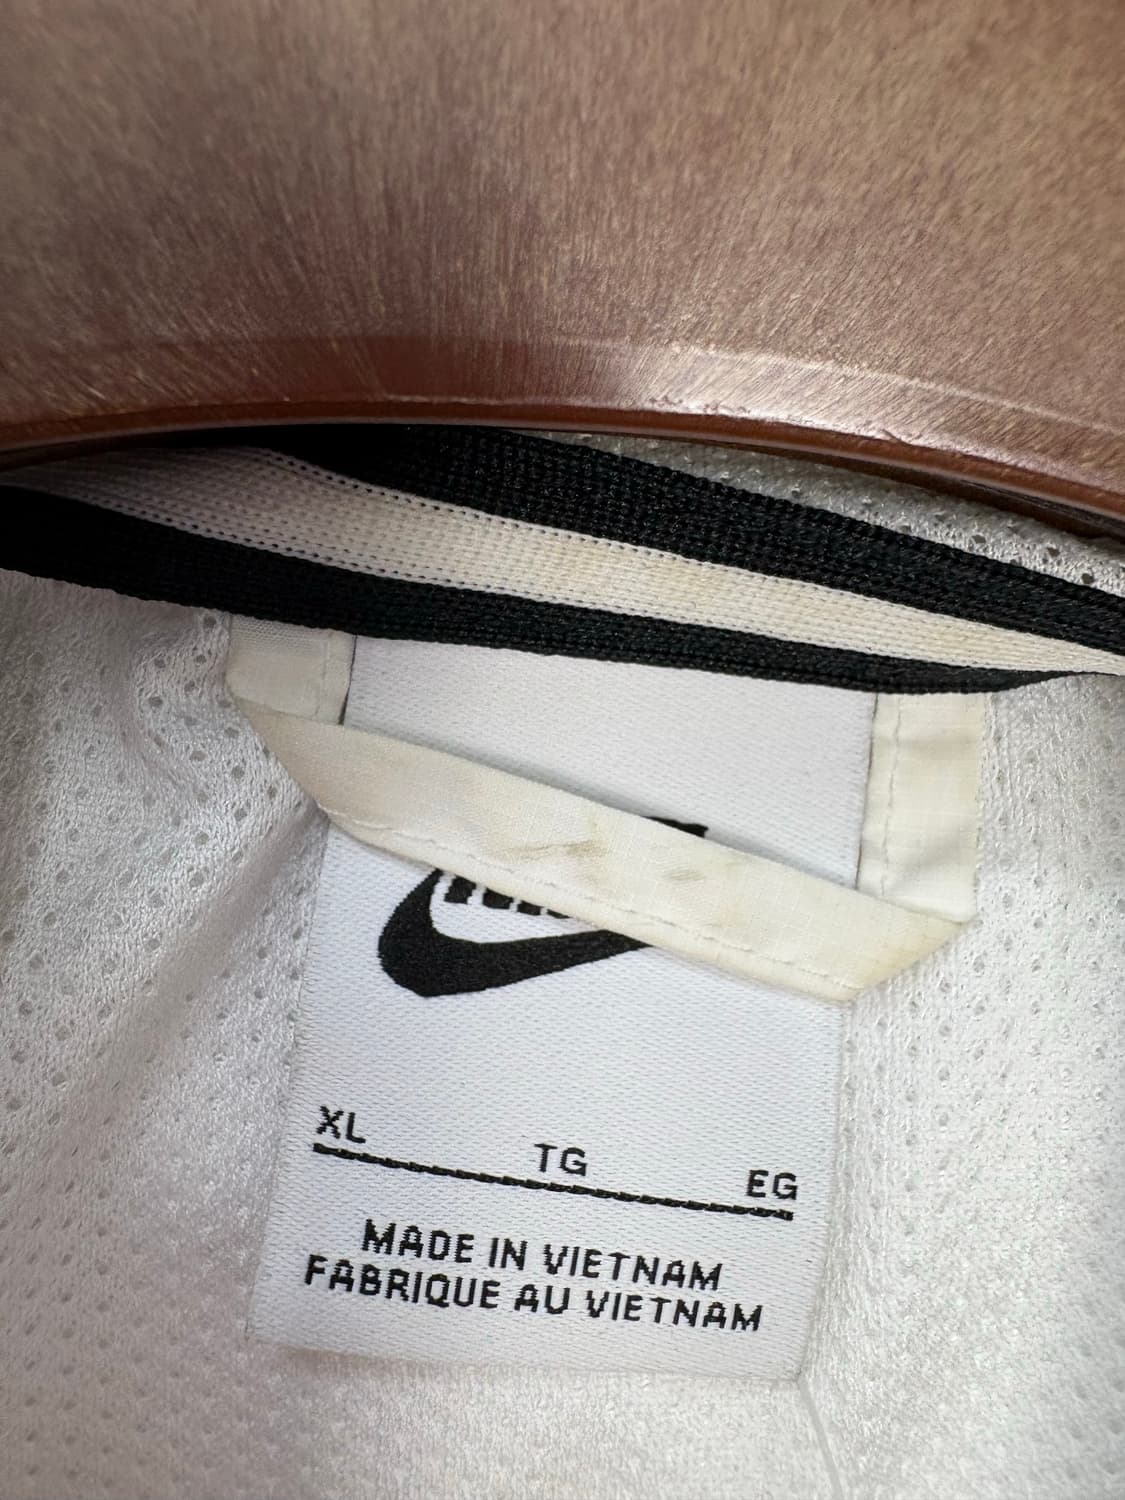 XL TG EG
MADE IN VIETNAM
FABRIQUE AU VIETNAM